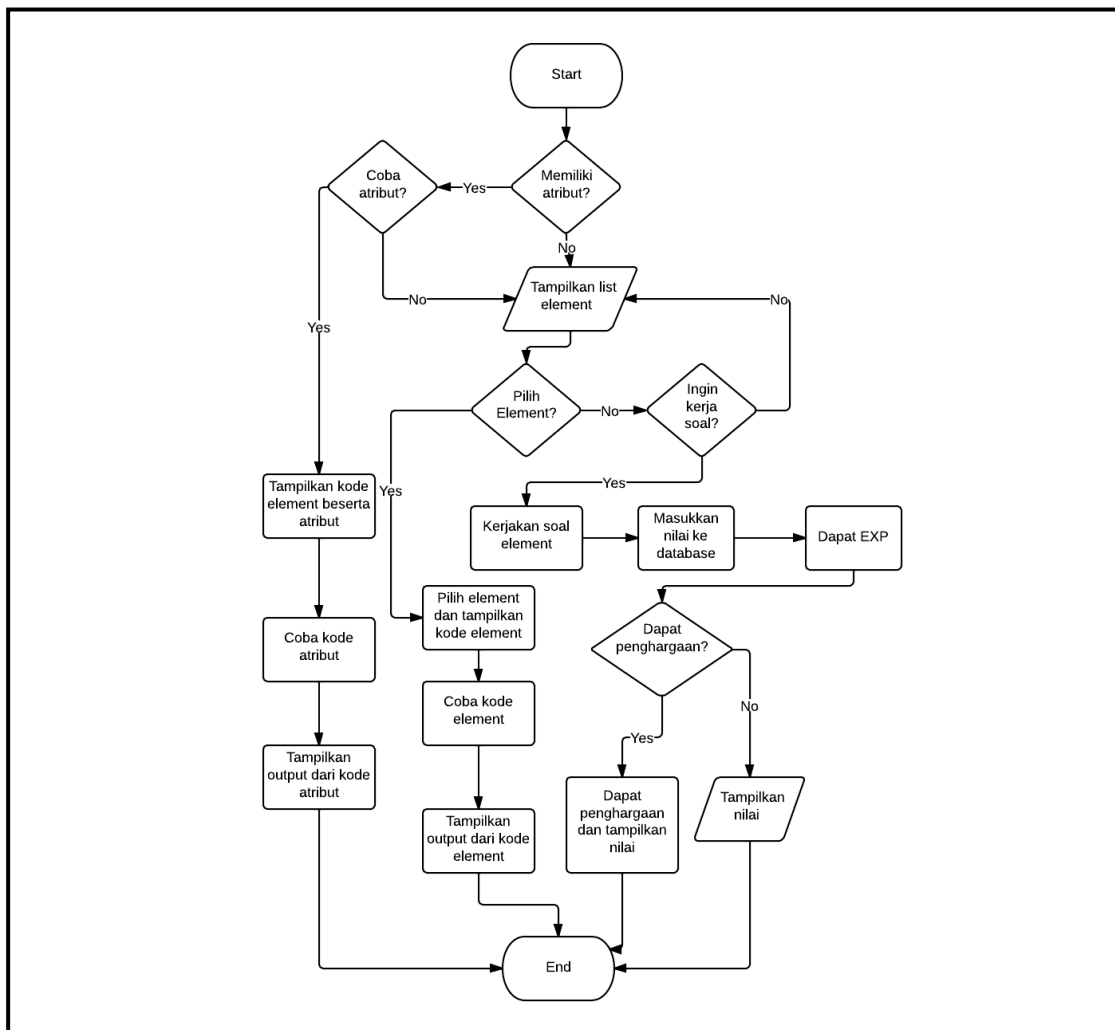 Start
Coba
atribut?
Yes
Memiliki
atribut?
No
Tampilkan list
element
No
No
Yes
Pilih
Element?
No
Ingin
kerja
soal?
Yes
Yes
Tampilkan kode
element beserta
atribut
Kerjakan soal
element
Masukkan
nilai ke
database
Dapat EXP
Pilih element
dan tampilkan
kode element
Coba kode
atribut
Dapat
penghargaan?
Coba kode
element
No
Yes
Tampilkan
output dari kode
atribut
Tampilkan
output dari kode
element
Dapat
penghargaan
dan tampilkan
nilai
Tampilkan
nilai
End